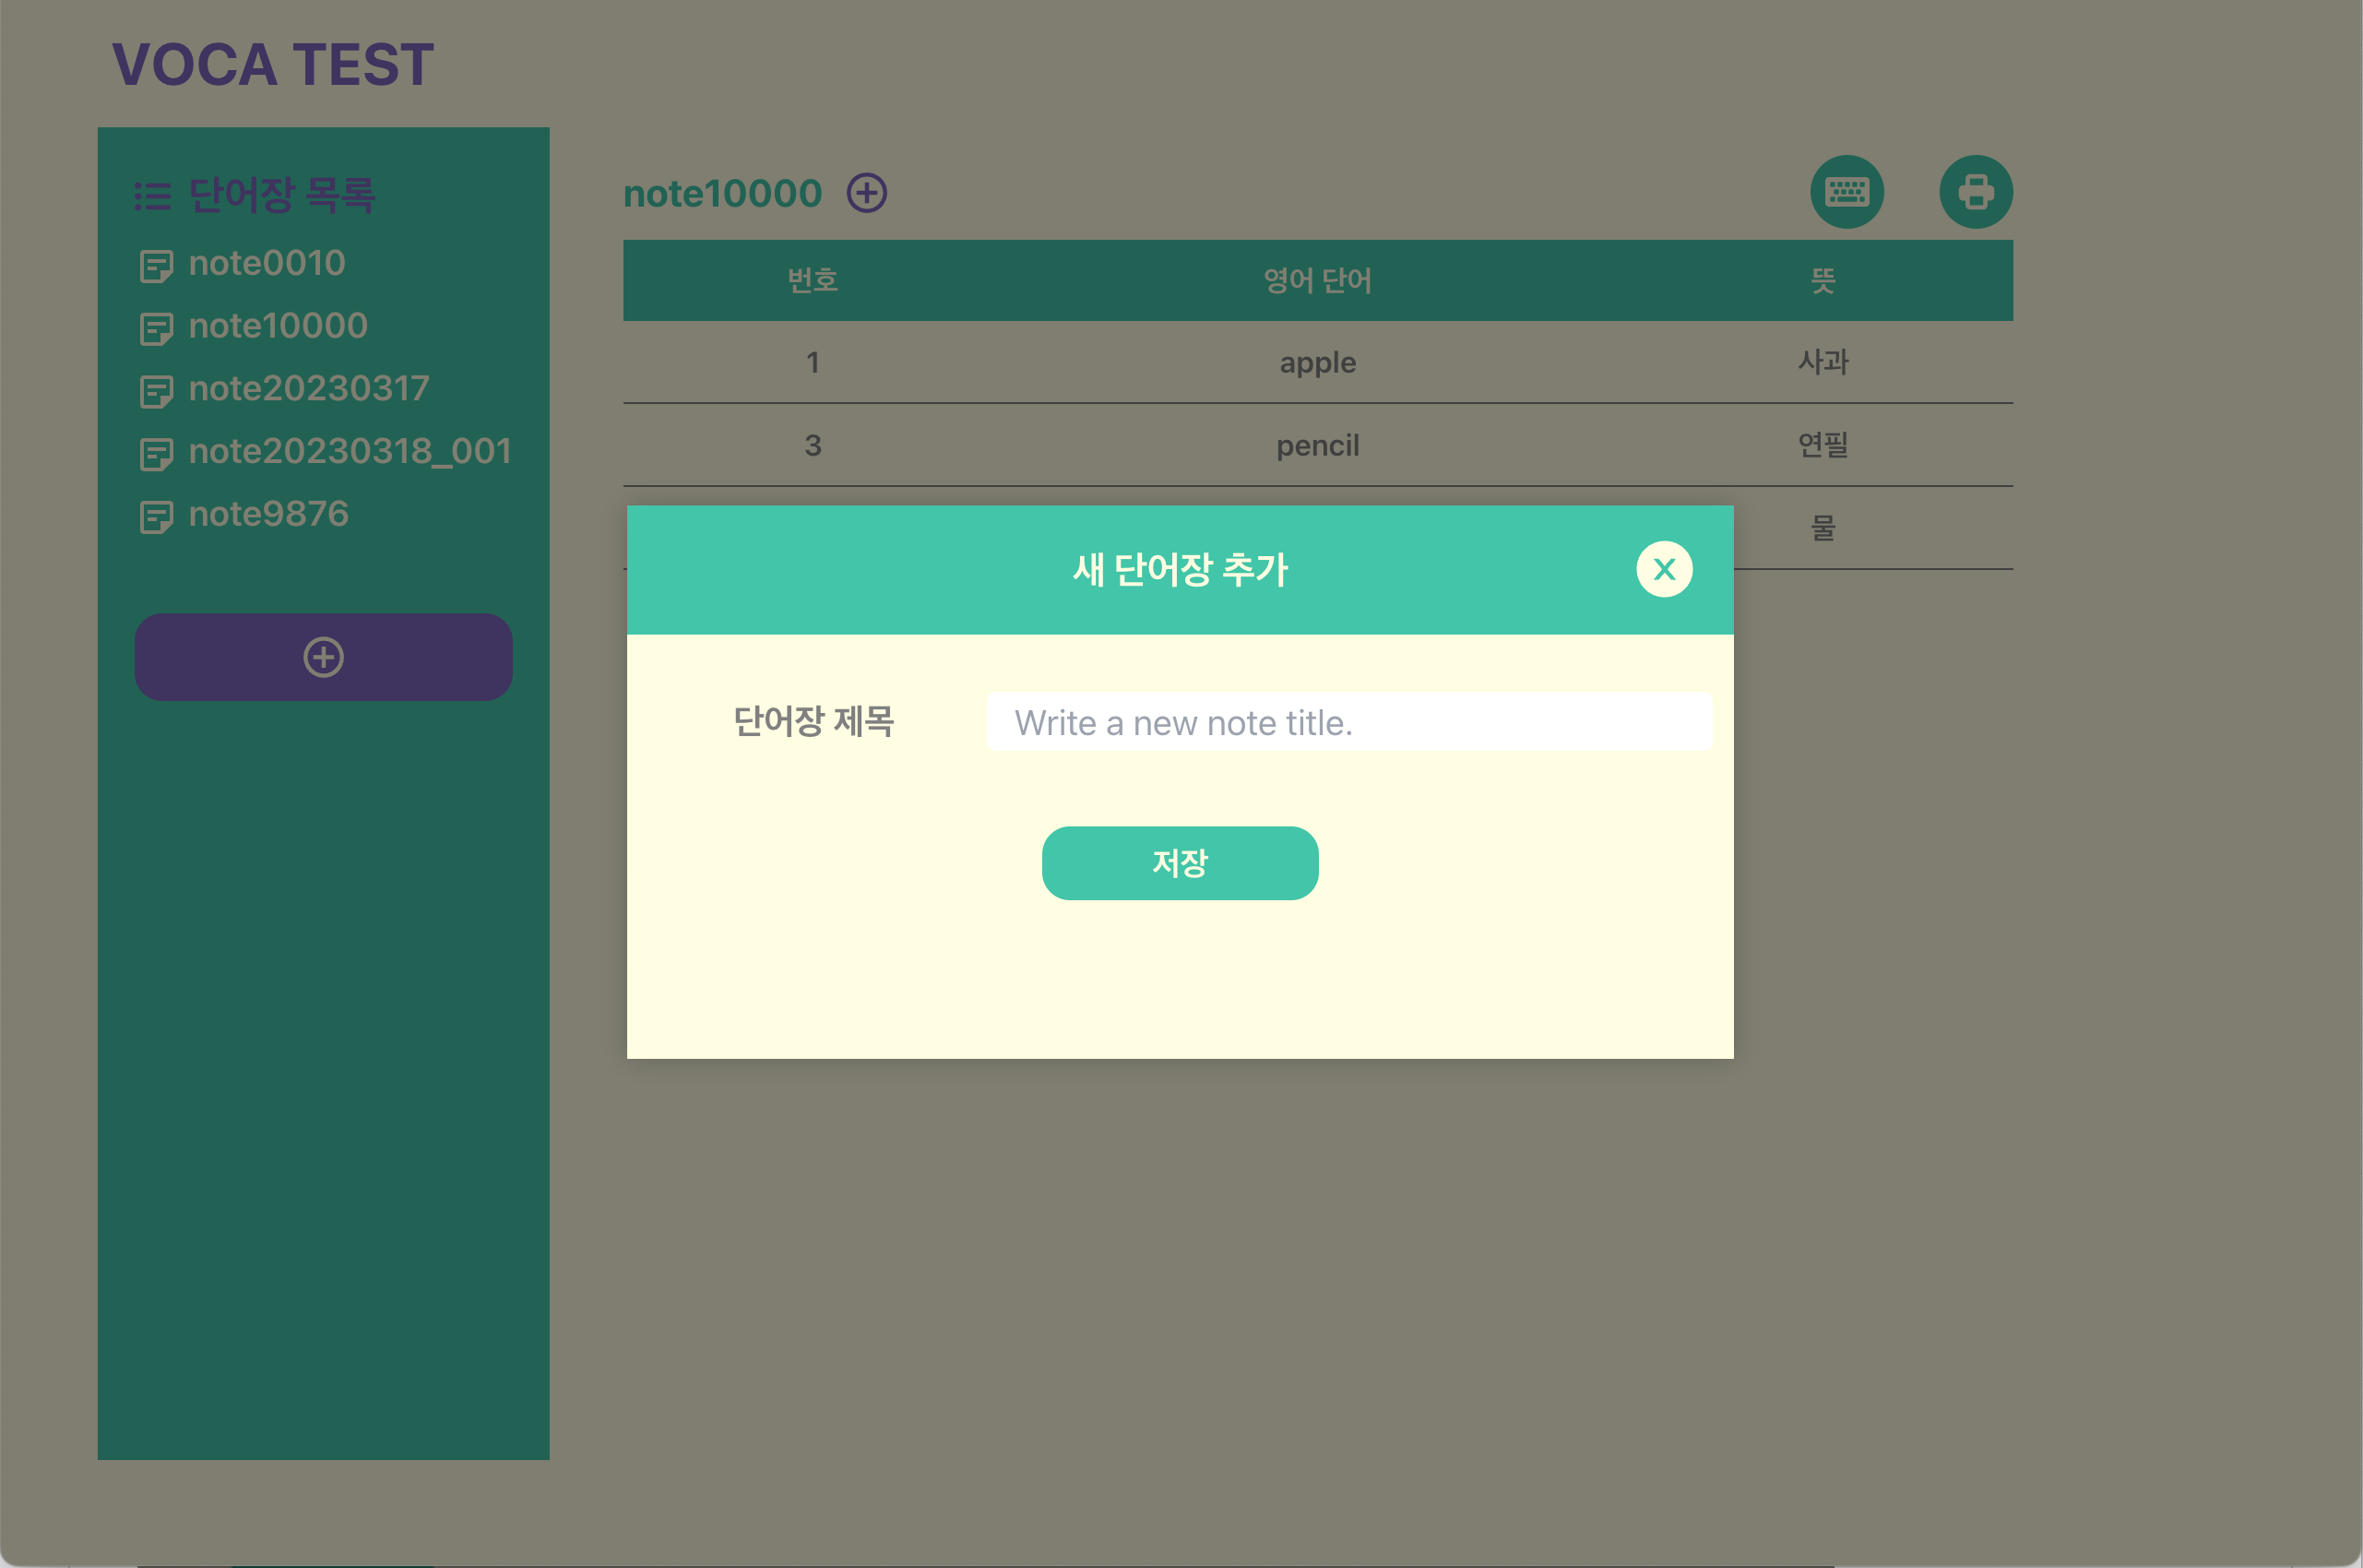 VOCA TEST
단어장 목록
note0010
note10000
note20230317
note20230318_001
note9876
note10000
번호 영어 단어 뜻
1 apple 사과
3 pencil 연필
물
새 단어장 추가 X
단어장 제목 Write a new note title.
저장